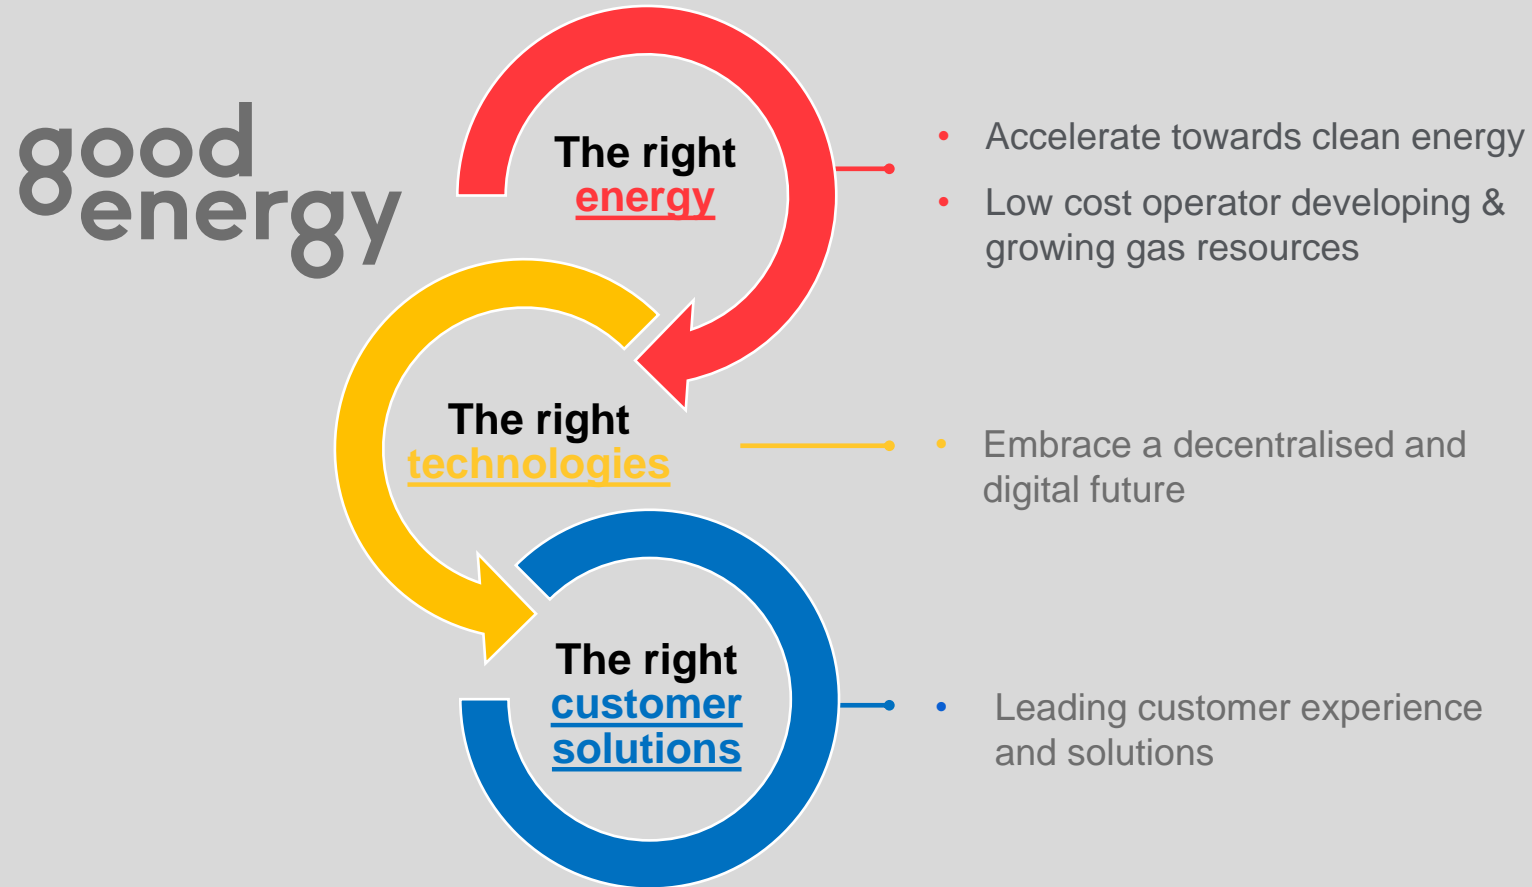 good
energy
The right
energy
• Accelerate towards clean energy
• Low cost operator developing &
growing gas resources
The right
technologies
• Embrace a decentralised and
digital future
The right
customer
solutions
• Leading customer experience
and solutions